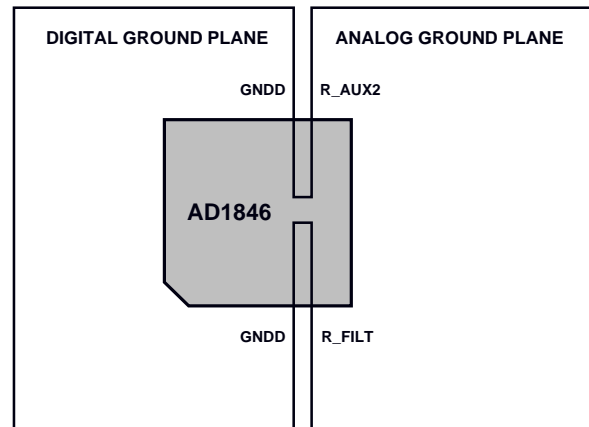 DIGITAL GROUND PLANE
ANALOG GROUND PLANE
GNDD
R_AUX2
AD1846
GNDD
R_FILT